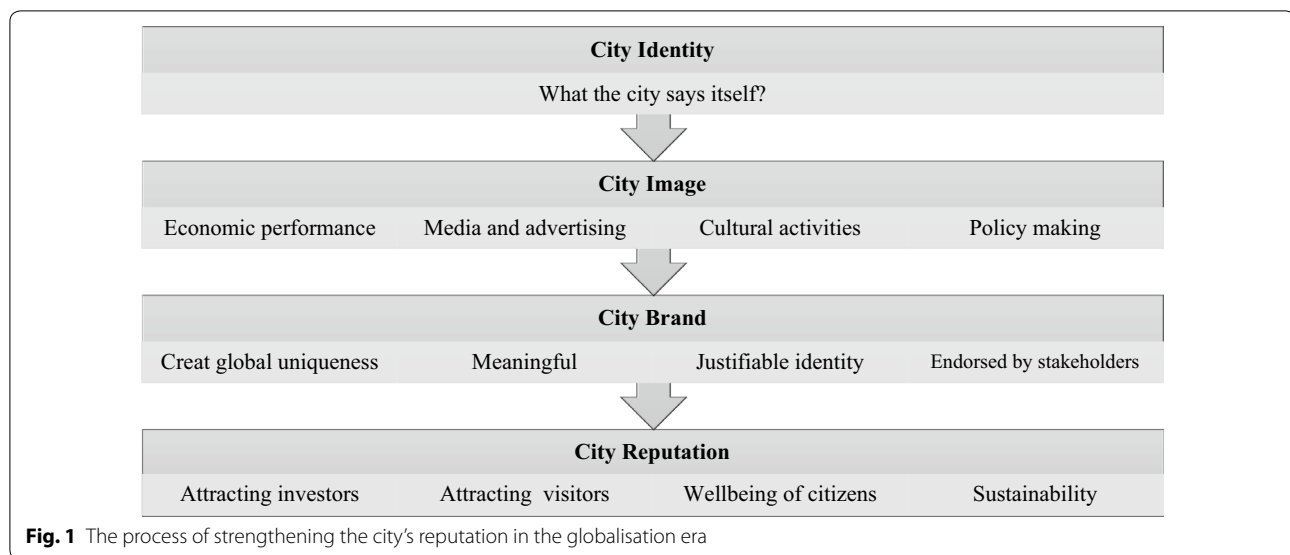 City Identity
What the city says itself?
City Image
Economic performance Media and advertising Cultural activities Policy making
City Brand
Creat global uniqueness Meaningful Justifiable identity Endorsed by stakeholders
City Reputation
Attracting investors Attracting visitors Wellbeing of citizens Sustainability
Fig. 1 The process of strengthening the city's reputation in the globalisation era